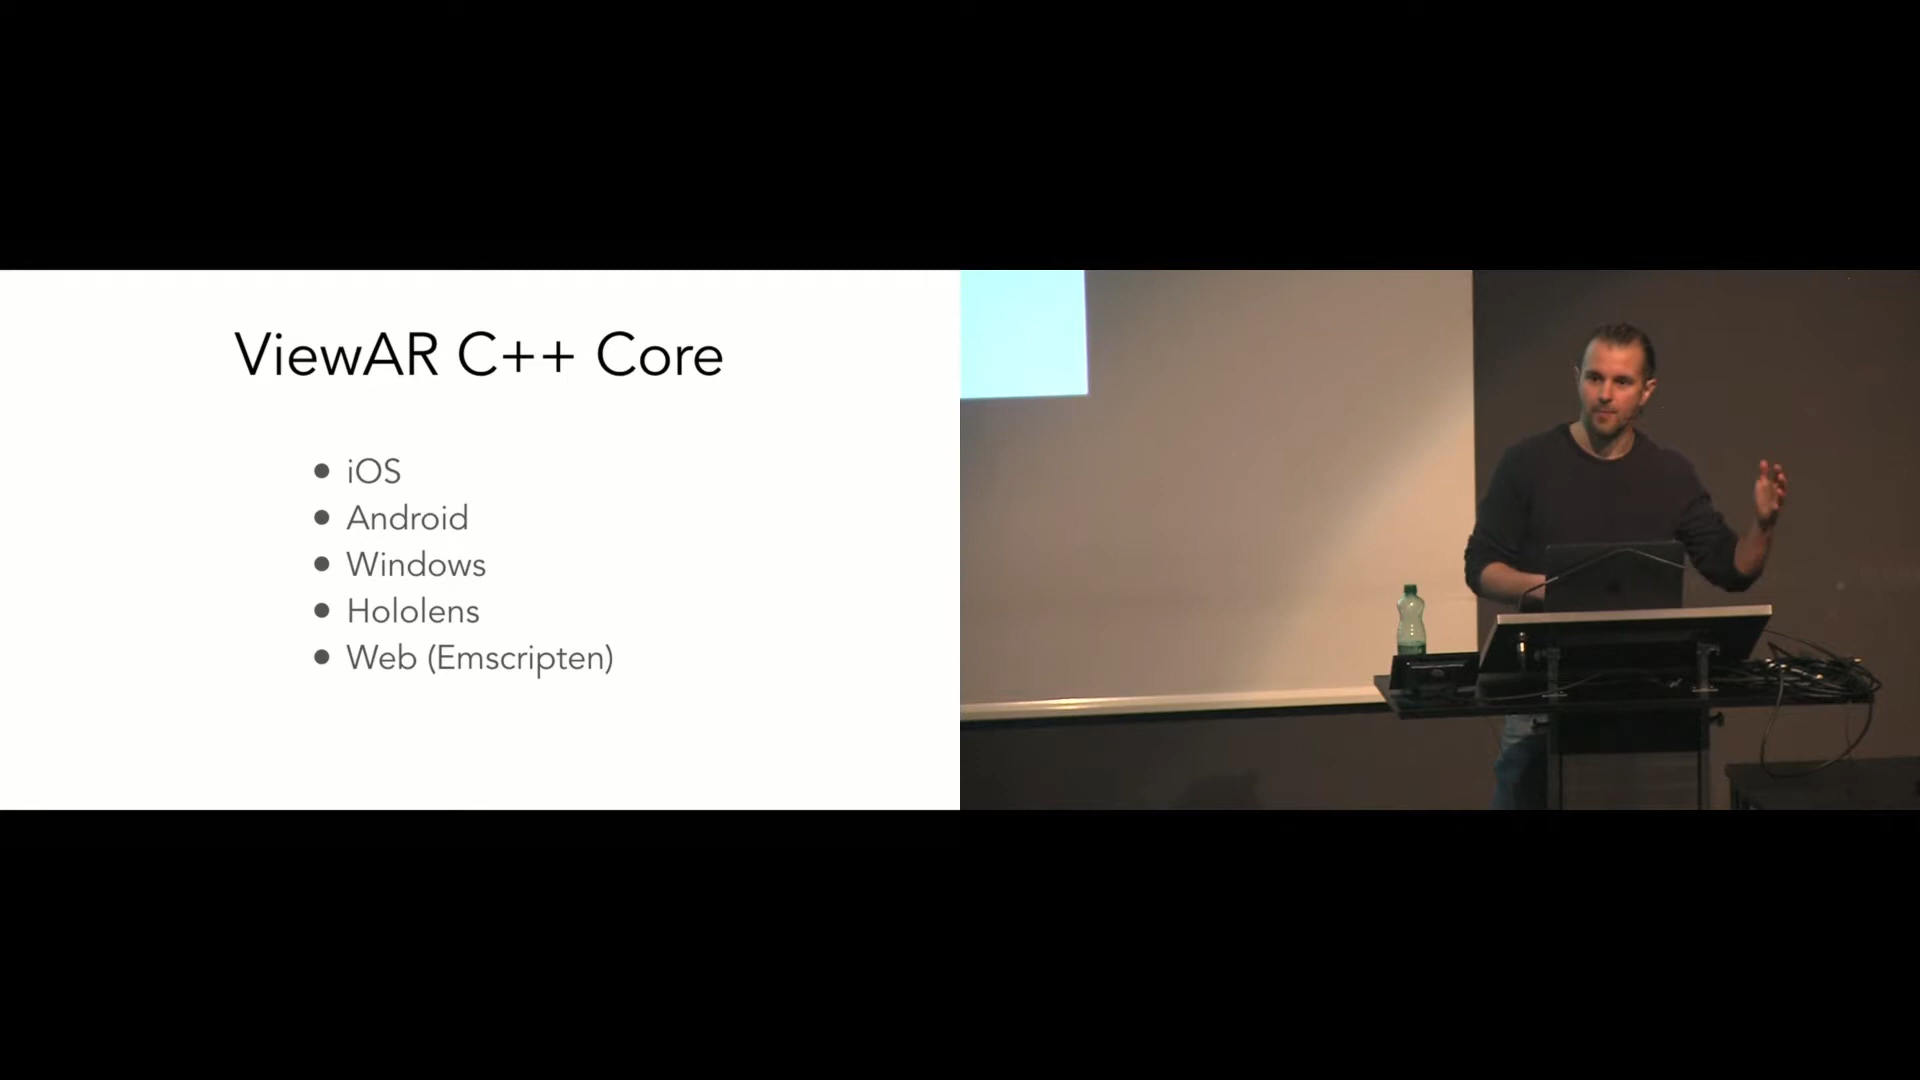 ViewAR C++ Core
● iOS
● Android
● Windows
● Hololens
● Web (Emscripten)